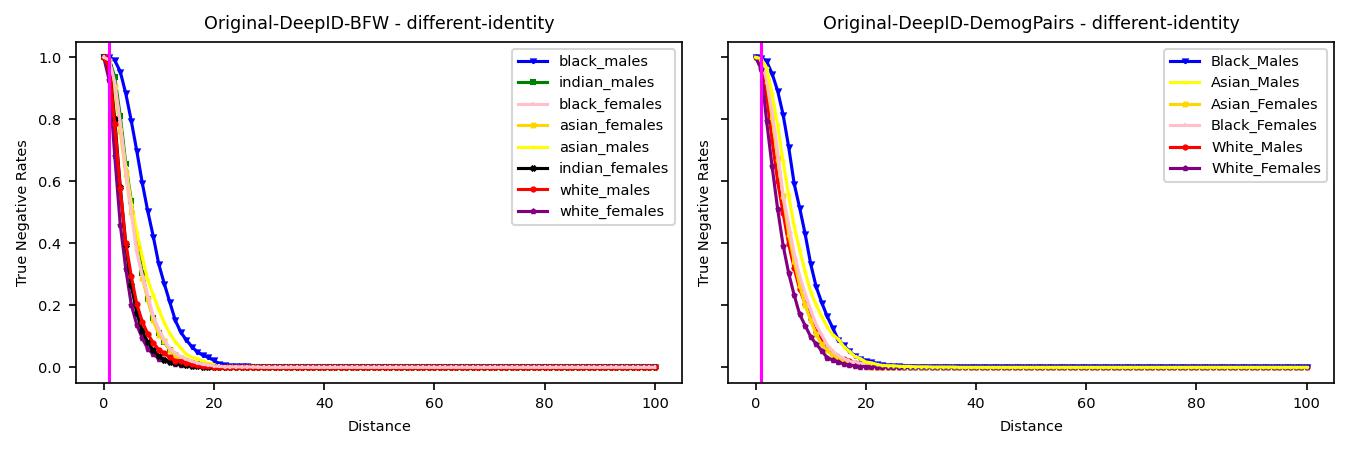 Original-DeepID-BFW - different-identity
True Negative Rates
1.0
0.8
0.6
0.4
0.2
0.0
black_males
indian_males
black_females
asian_females
asian_males
indian_females
white_males
white_females
0 20 40 60 80 100
Distance
Original-DeepID-DemogPairs - different-identity
True Negative Rates
Black_Males
Asian_Males
Asian_Females
Black_Females
White_Males
White_Females
0 20 40 60 80 100
Distance